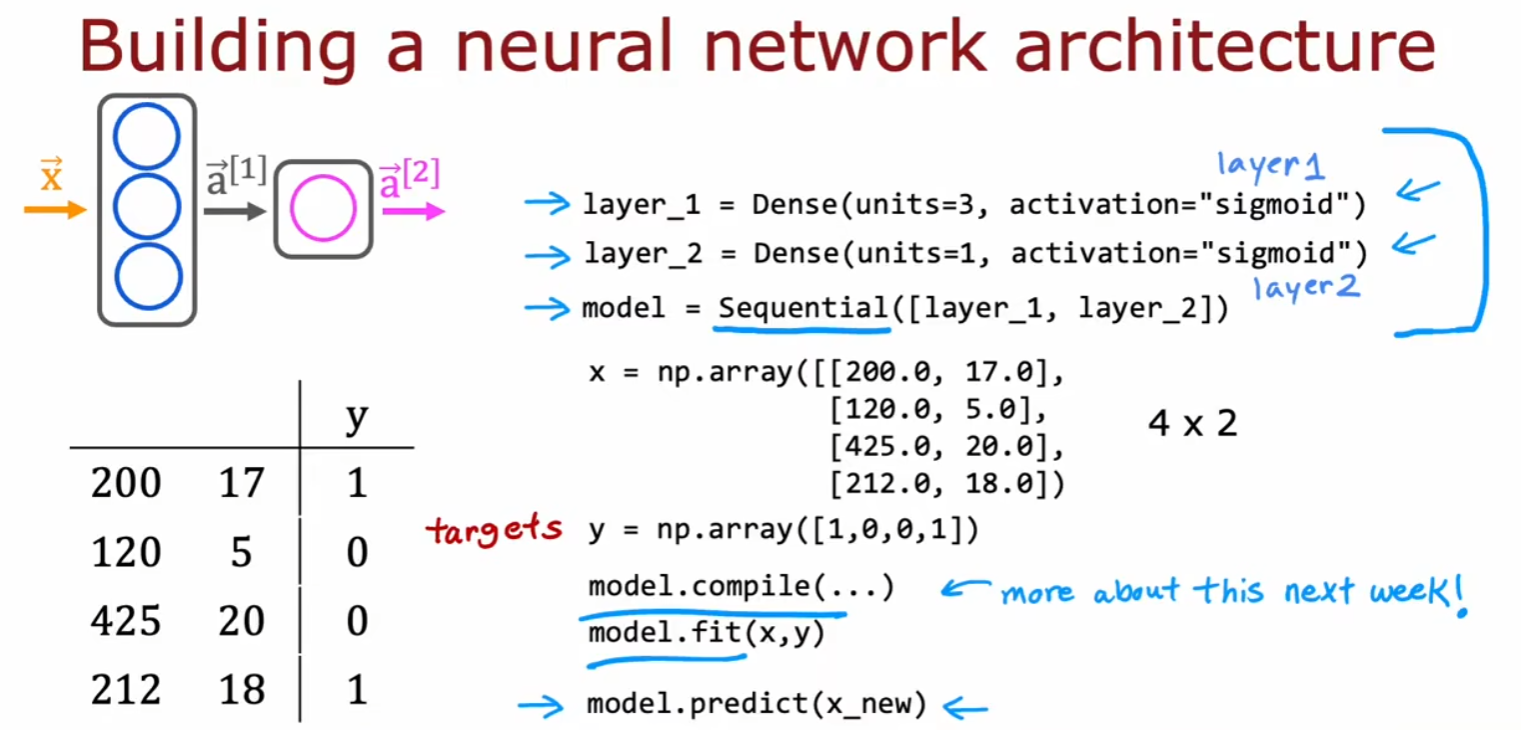 Building a neural network architecture
x⃗
a⃗[1]
a⃗[2]
layer1
layer_1 = Dense(units=3, activation="sigmoid")
layer_2 = Dense(units=1, activation="sigmoid")
layer2
model = Sequential([layer_1, layer_2])
x = np.array([[200.0, 17.0],
[120.0, 5.0],
[425.0, 20.0],
[212.0, 18.0])
4 x 2
y
200 17 1
120 5 0
425 20 0
212 18 1
targets y = np.array([1,0,0,1])
model.compile(...) more about this next week!
model.fit(x,y)
model.predict(x_new)